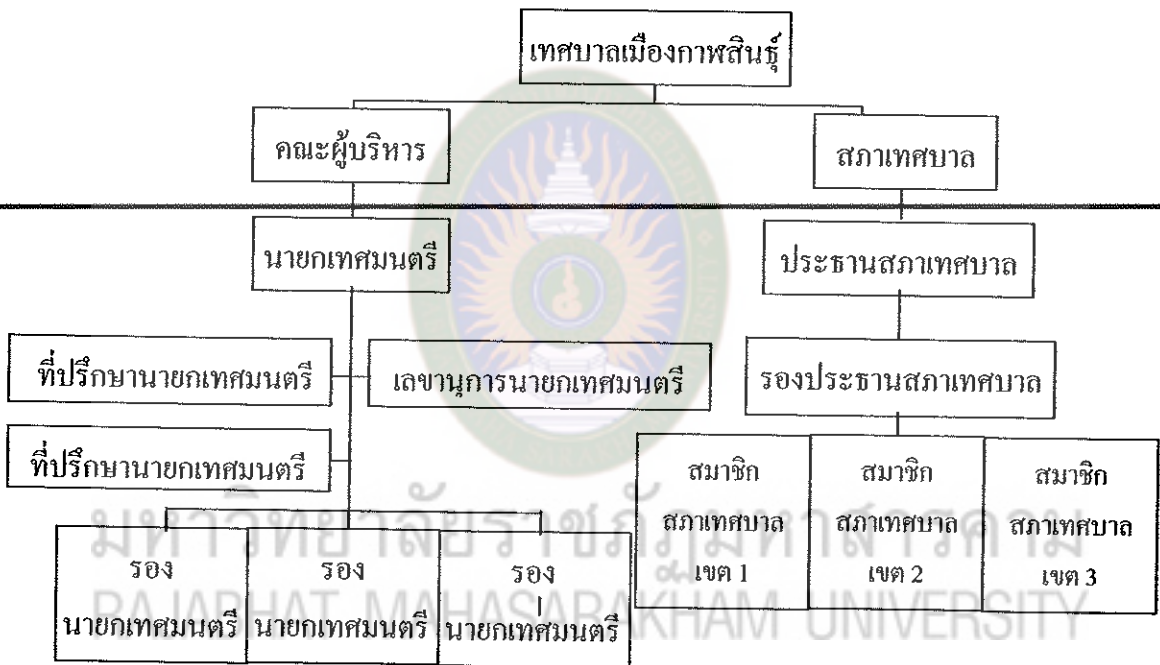 เทศบาลเมืองกาฬสินธุ์
คณะผู้บริหาร
สภาเทศบาล
นายกเทศมนตรี
ประธานสภาเทศบาล
ที่ปรึกษานายกเทศมนตรี
เลขานุการนายกเทศมนตรี
รองประธานสภาเทศบาล
ที่ปรึกษานายกเทศมนตรี
สมาชิก
สภาเทศบาล
เขต 1
สมาชิก
สภาเทศบาล
เขต 2
สมาชิก
สภาเทศบาล
เขต 3
รอง
นายกเทศมนตรี
รอง
นายกเทศมนตรี
รอง
นายกเทศมนตรี
มหาวิทยาลัยราชภัฏมหาสารคาม
RAJABHAT MAHASARAKHAM UNIVERSITY